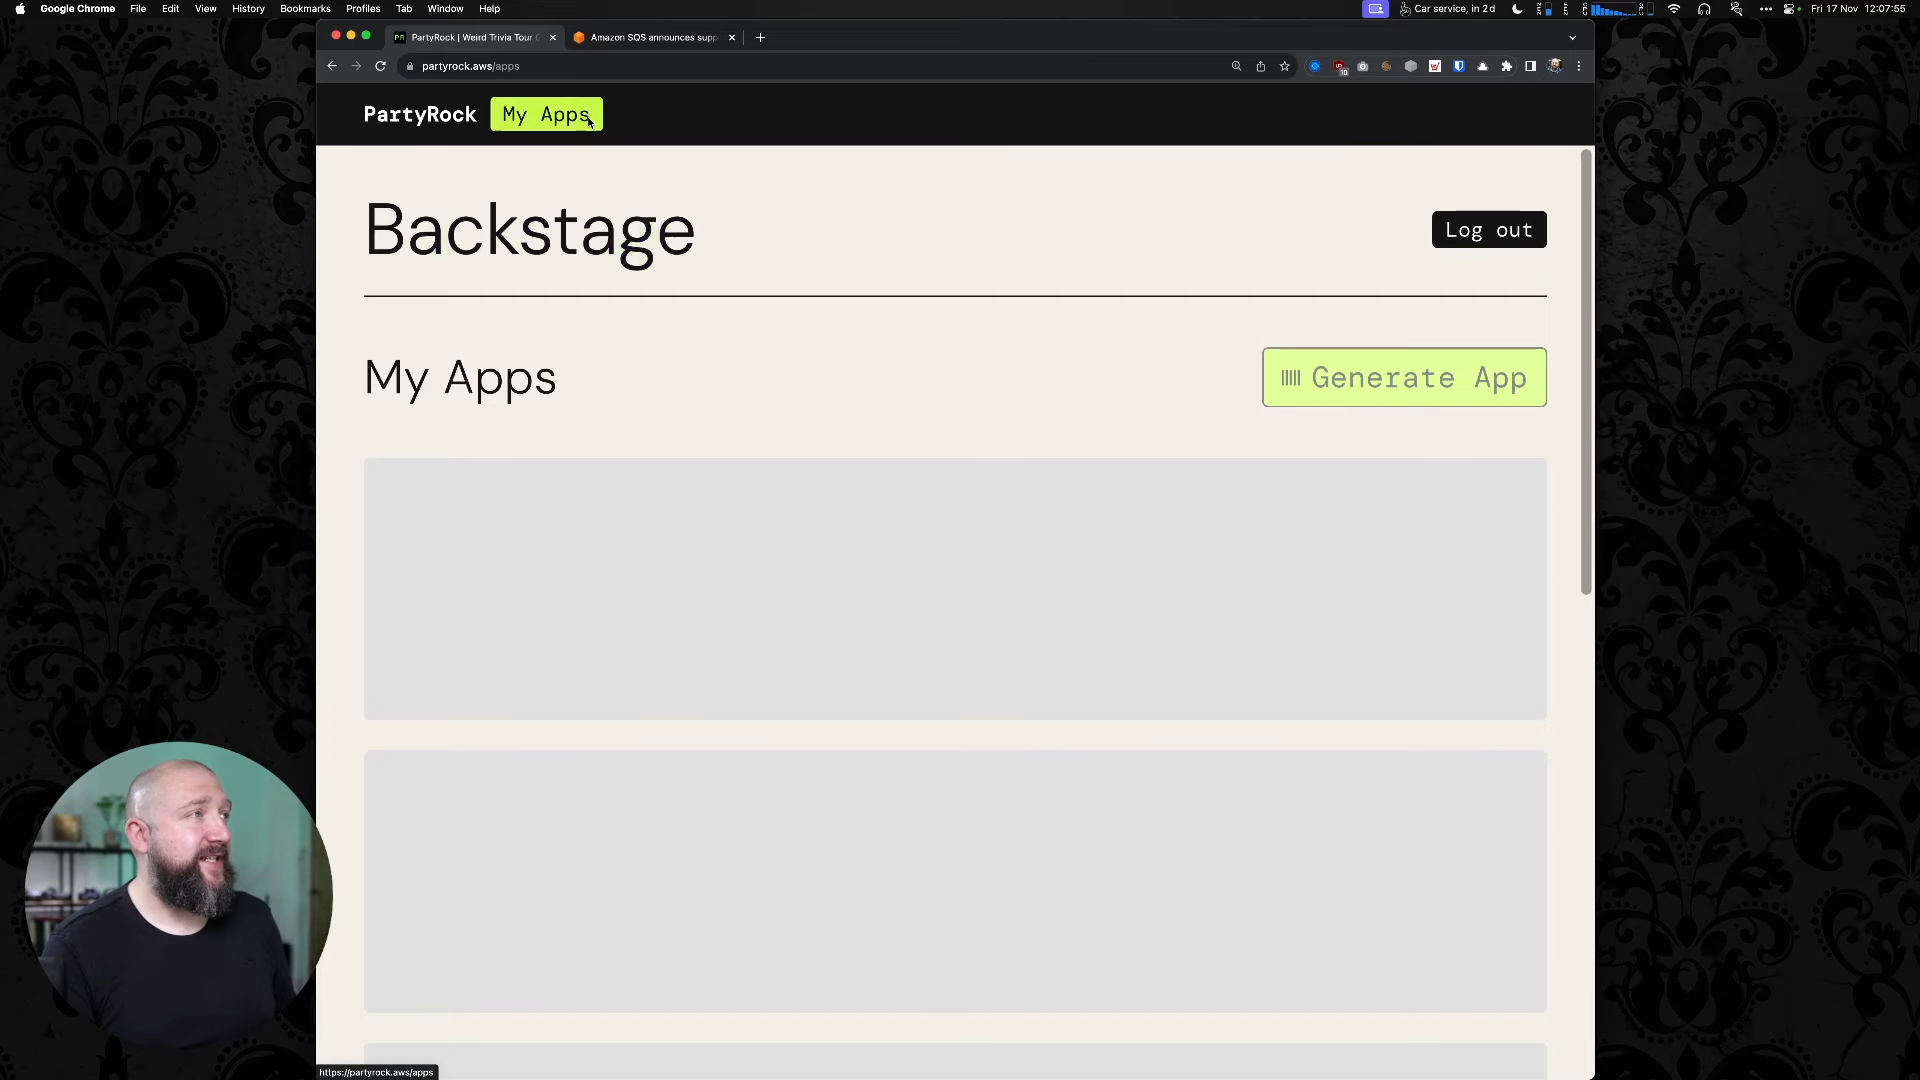 Google Chrome File Edit View History Bookmarks Profiles Tab Window Help
Car service, in 2 d
Fri 17 Nov 12:07:55
PartyRock | Weird Trivia Tour
Amazon SQS announces supp
partyrock.aws/apps
PartyRock
My Apps
Backstage
Log out
My Apps
Generate App
https://partyrock.aws/apps